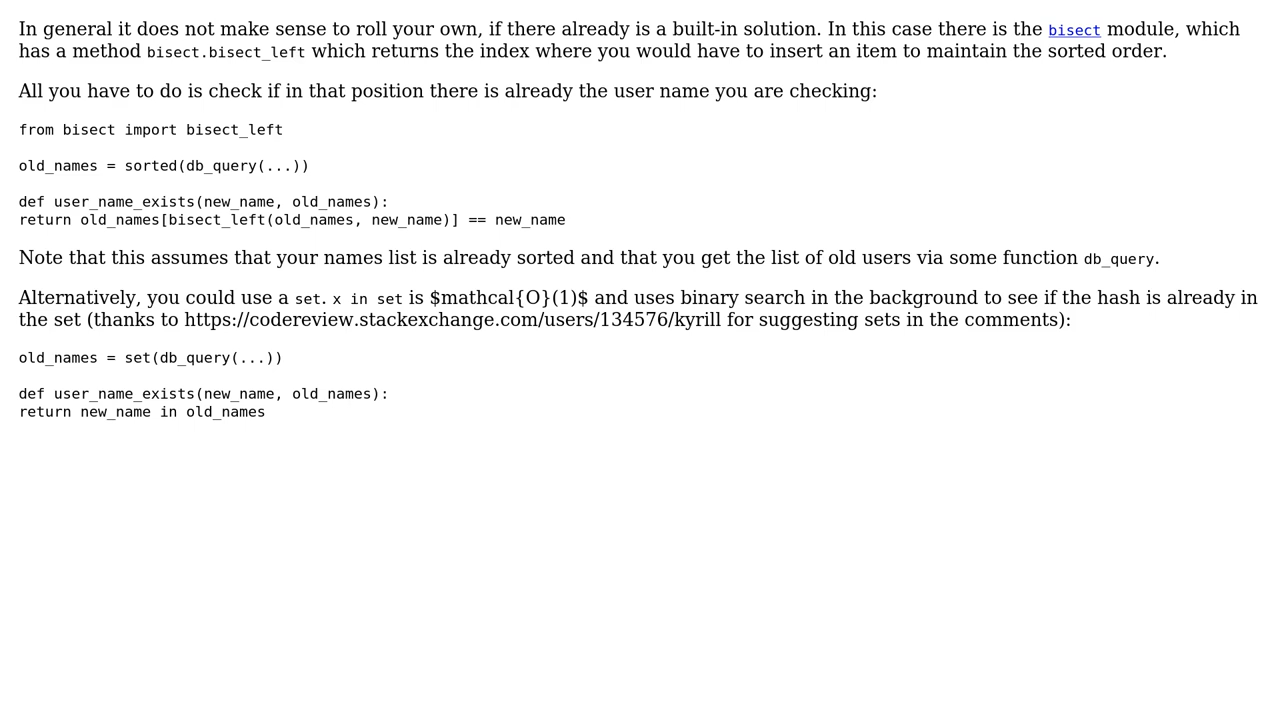 In general it does not make sense to roll your own, if there already is a built-in solution. In this case there is the bisect module, which
has a method bisect.bisect_left which returns the index where you would have to insert an item to maintain the sorted order.
All you have to do is check if in that position there is already the user name you are checking:
from bisect import bisect_left
old_names = sorted(db_query(...))
def user_name_exists(new_name, old_names):
return old_names[bisect_left(old_names, new_name)] == new_name
Note that this assumes that your names list is already sorted and that you get the list of old users via some function db_query.
Alternatively, you could use a set. x in set is $mathcal{O}(1)$ and uses binary search in the background to see if the hash is already in
the set (thanks to https://codereview.stackexchange.com/users/134576/kyrill for suggesting sets in the comments):
old_names = set(db_query(...))
def user_name_exists(new_name, old_names):
return new_name in old_names